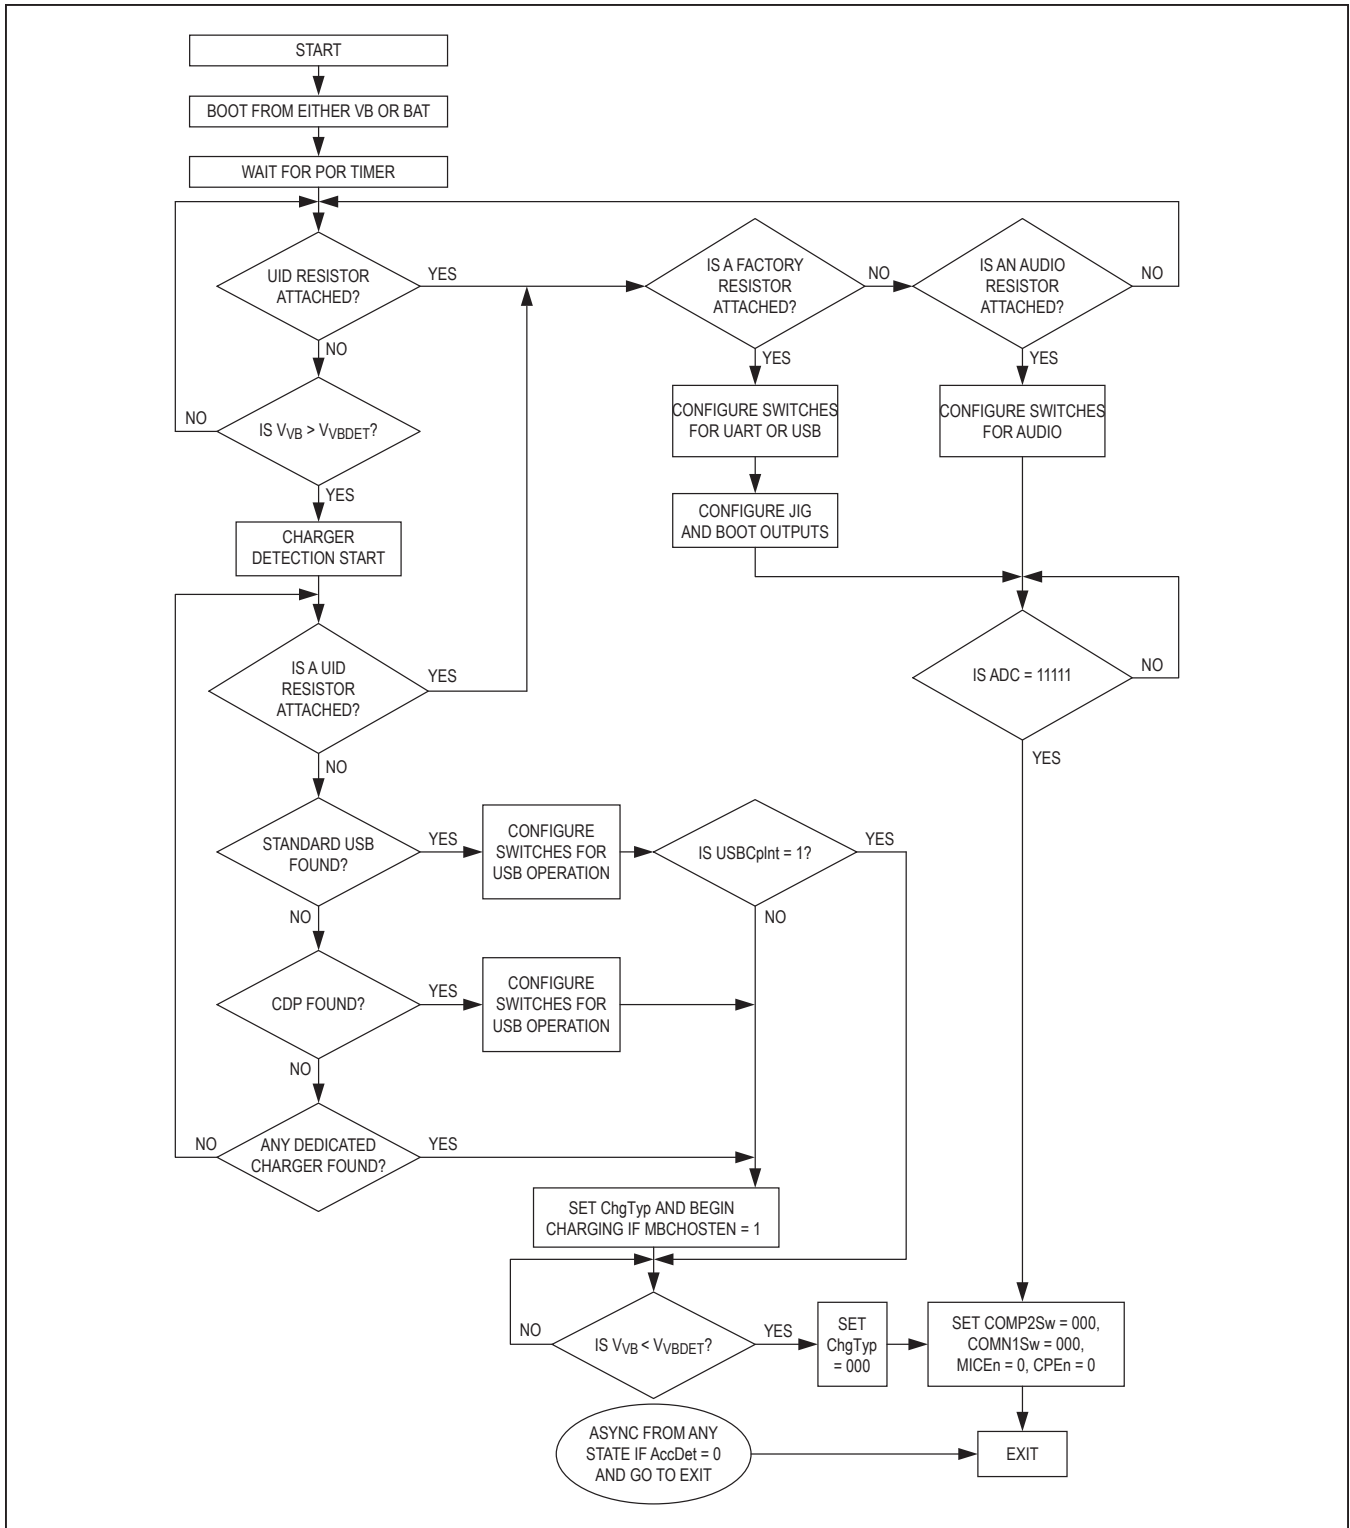 START
BOOT FROM EITHER VB OR BAT
WAIT FOR POR TIMER
UID RESISTOR
ATTACHED?
YES
NO
IS A FACTORY
RESISTOR
ATTACHED?
NO
YES
IS AN AUDIO
RESISTOR
ATTACHED?
NO
YES
IS VVB > VVBDET?
NO
YES
CONFIGURE SWITCHES
FOR UART OR USB
CONFIGURE SWITCHES
FOR AUDIO
CONFIGURE JIG
AND BOOT OUTPUTS
CHARGER
DETECTION START
IS A UID
RESISTOR
ATTACHED?
YES
NO
IS ADC = 11111
NO
YES
STANDARD USB
FOUND?
YES
NO
CONFIGURE
SWITCHES FOR
USB OPERATION
IS USBCpInt = 1?
YES
NO
CDP FOUND?
YES
NO
CONFIGURE
SWITCHES FOR
USB OPERATION
ANY DEDICATED
CHARGER FOUND?
NO
YES
SET ChgTyp AND BEGIN
CHARGING IF MBCHOSTEN = 1
IS VVB < VVBDET?
NO
YES
SET
ChgTyp
= 000
SET COMP2Sw = 000,
COMN1Sw = 000,
MICEn = 0, CPEn = 0
ASYNC FROM ANY
STATE IF AccDet = 0
AND GO TO EXIT
EXIT